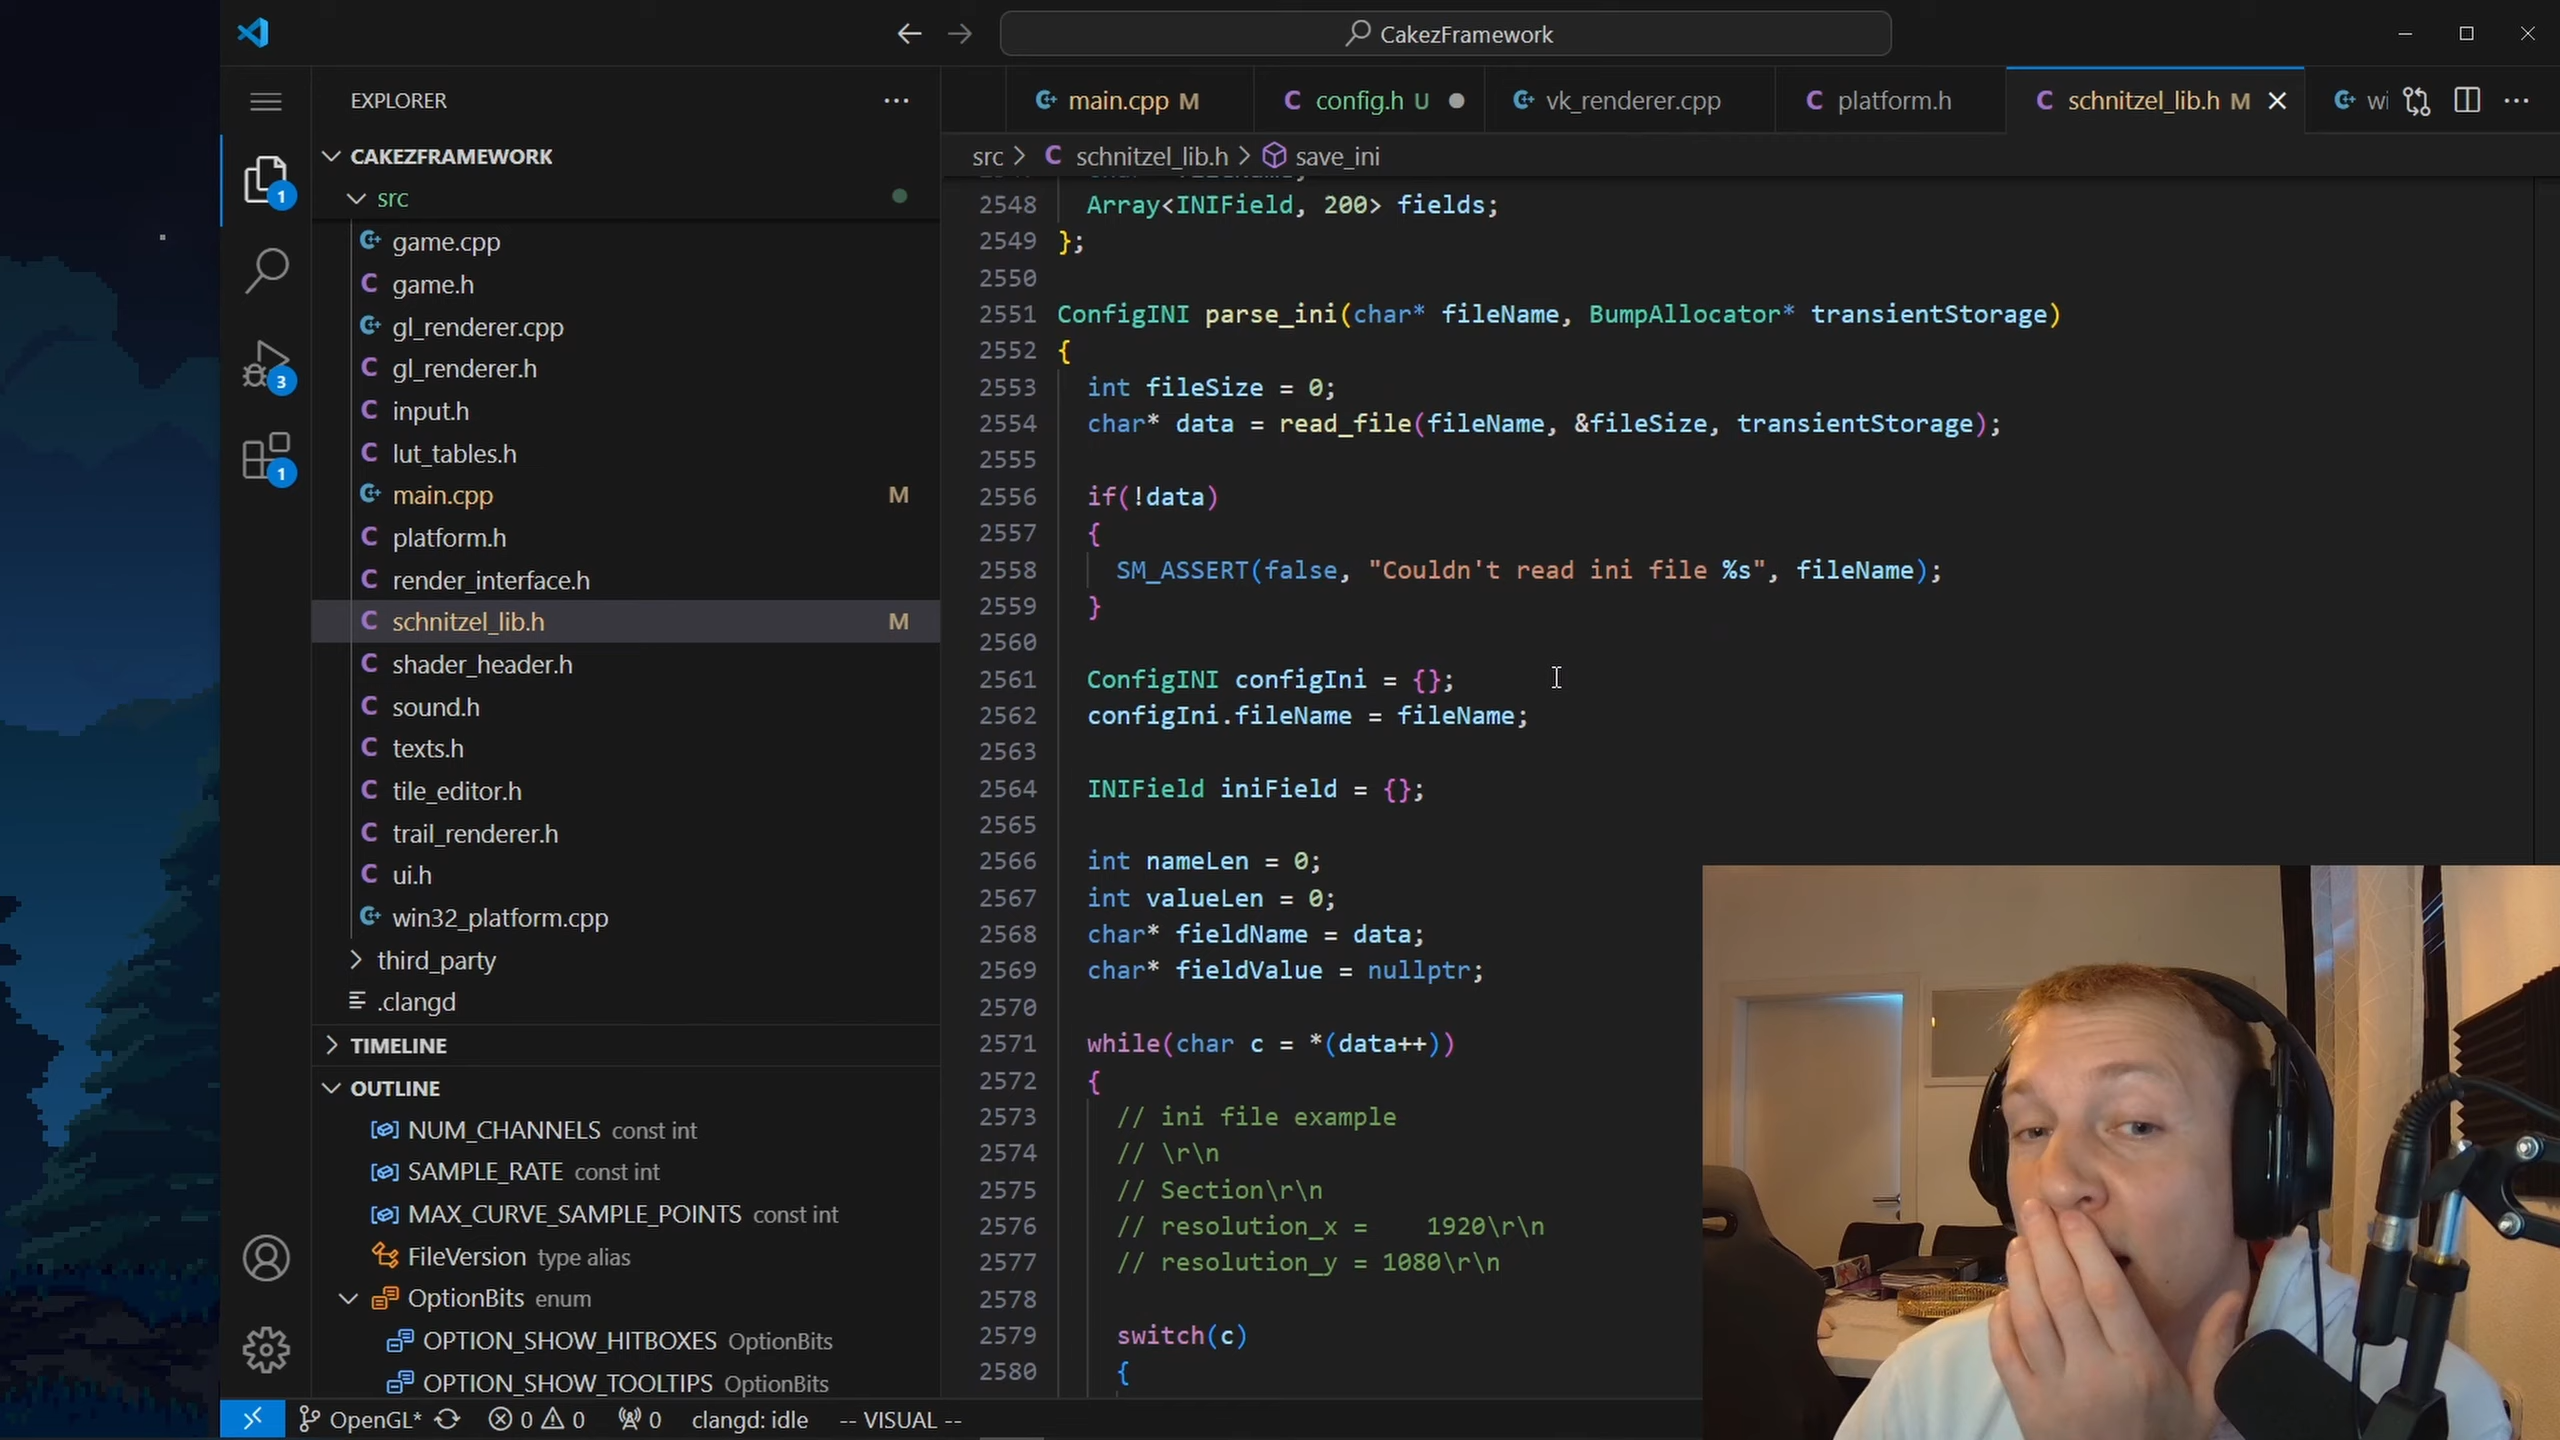 CakezFramework
EXPLORER
CAKEZFRAMEWORK
src
game.cpp
game.h
gl_renderer.cpp
gl_renderer.h
input.h
lut_tables.h
main.cpp M
platform.h
render_interface.h
schnitzel_lib.h M
shader_header.h
sound.h
texts.h
tile_editor.h
trail_renderer.h
ui.h
win32_platform.cpp
third_party
.clangd
TIMELINE
OUTLINE
NUM_CHANNELS const int
SAMPLE_RATE const int
MAX_CURVE_SAMPLE_POINTS const int
FileVersion type alias
OptionBits enum
OPTION_SHOW_HITBOXES OptionBits
OPTION_SHOW_TOOLTIPS OptionBits
1
3
1
main.cpp M
config.h U
vk_renderer.cpp
platform.h
schnitzel_lib.h M
wi
src > C schnitzel_lib.h > save_ini
2548 Array<INIField, 200> fields;
2549 };
2550
2551 ConfigINI parse_ini(char* fileName, BumpAllocator* transientStorage)
2552 {
2553 int fileSize = 0;
2554 char* data = read_file(fileName, &fileSize, transientStorage);
2555
2556 if(!data)
2557 {
2558 SM_ASSERT(false, "Couldn't read ini file %s", fileName);
2559 }
2560
2561 ConfigINI configIni = {};
2562 configIni.fileName = fileName;
2563
2564 INIField iniField = {};
2565
2566 int nameLen = 0;
2567 int valueLen = 0;
2568 char* fieldName = data;
2569 char* fieldValue = nullptr;
2570
2571 while(char c = *(data++))
2572 {
2573 // ini file example
2574 // \r\n
2575 // Section\r\n
2576 // resolution_x =    1920\r\n
2577 // resolution_y = 1080\r\n
2578
2579 switch(c)
2580 {
OpenGL* 0 0 0 clangd: idle -- VISUAL --